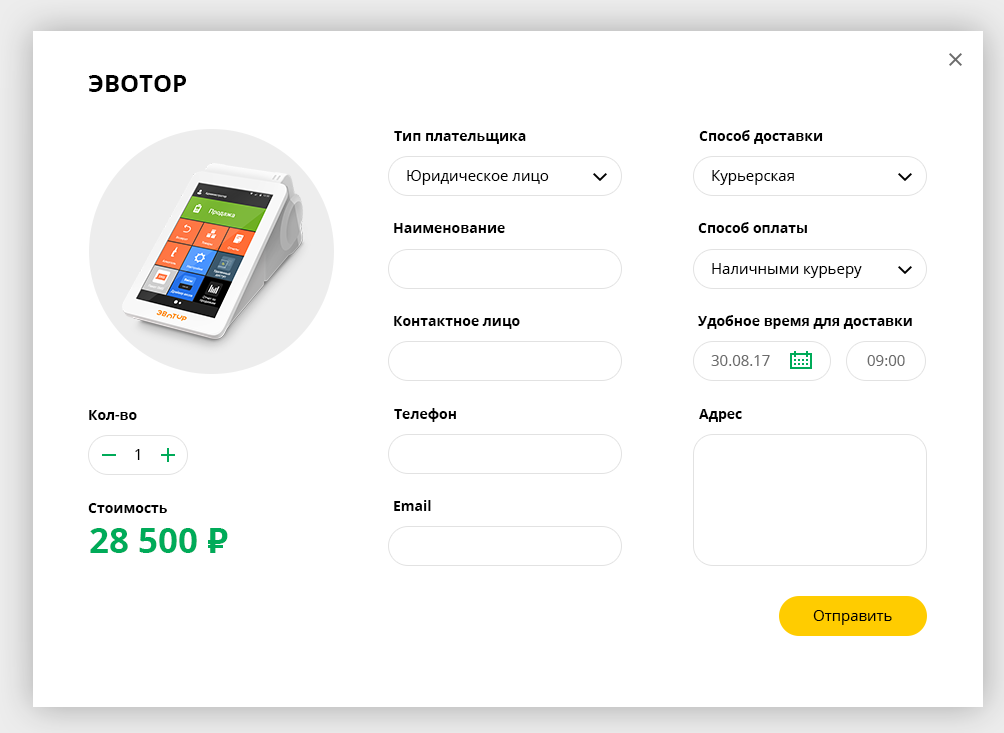 ЭВОТОР
Продажа
ЭВОТОР
Кол-во
1
Стоимость
28 500 ₽
Тип плательщика
Юридическое лицо
Наименование
Контактное лицо
Телефон
Email
Способ доставки
Курьерская
Способ оплаты
Наличными курьеру
Удобное время для доставки
30.08.17
09:00
Адрес
Отправить